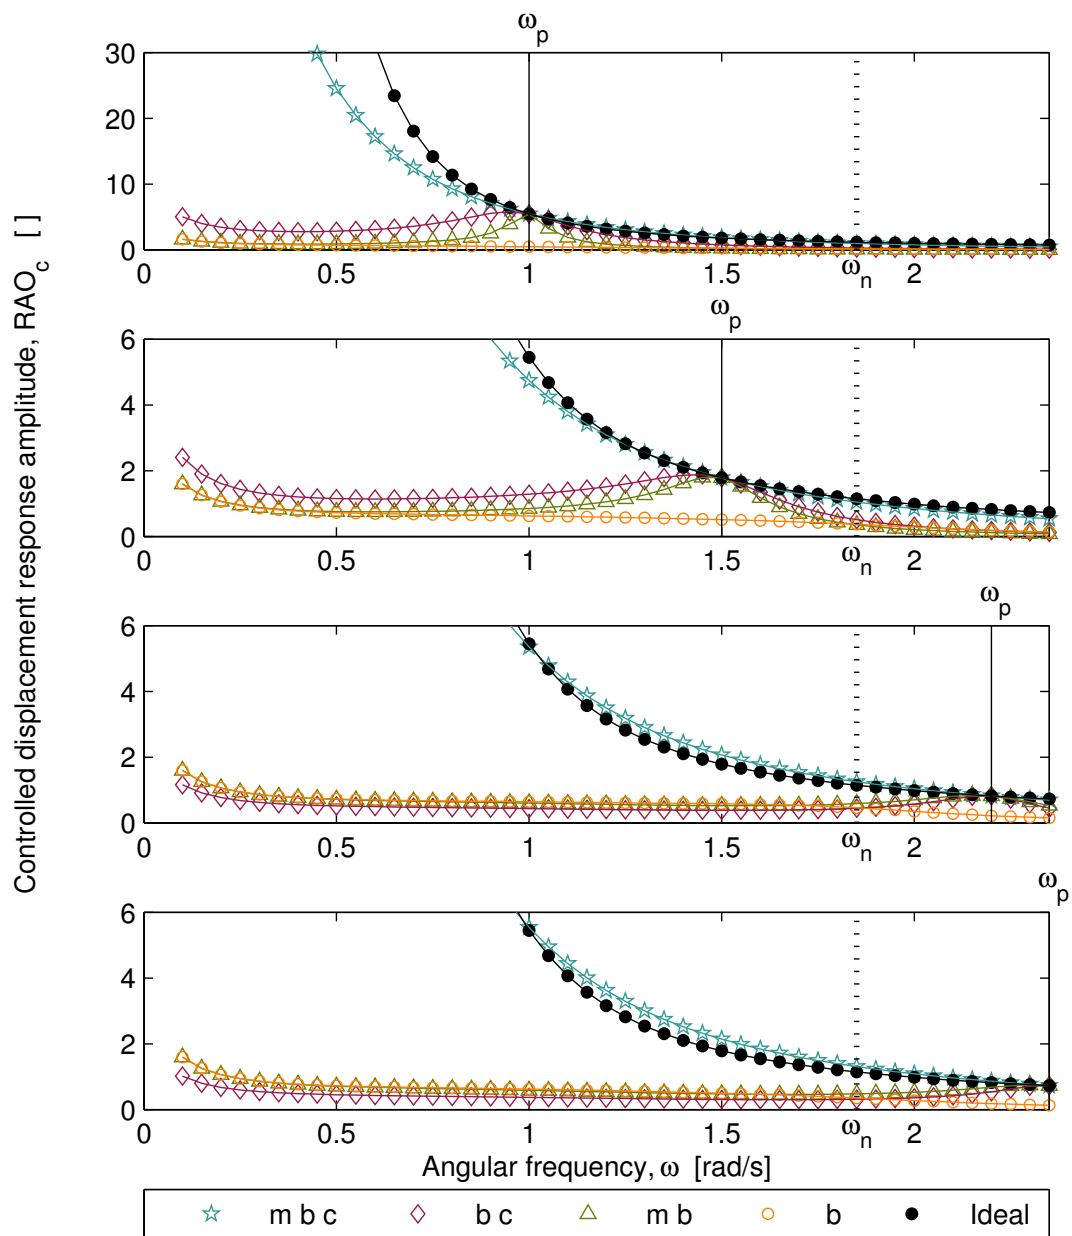 ω_p
30
20
10
0
0 0.5 1 1.5 ω_n 2
ω_p
6
4
2
0
0 0.5 1 1.5 ω_n 2
ω_p
6
4
2
0
0 0.5 1 1.5 ω_n 2
ω_p
6
4
2
0
0 0.5 1 1.5 ω_n 2
Controlled displacement response amplitude, RAO_c [ ]
Angular frequency, ω [rad/s]
m b c b c m b b Ideal